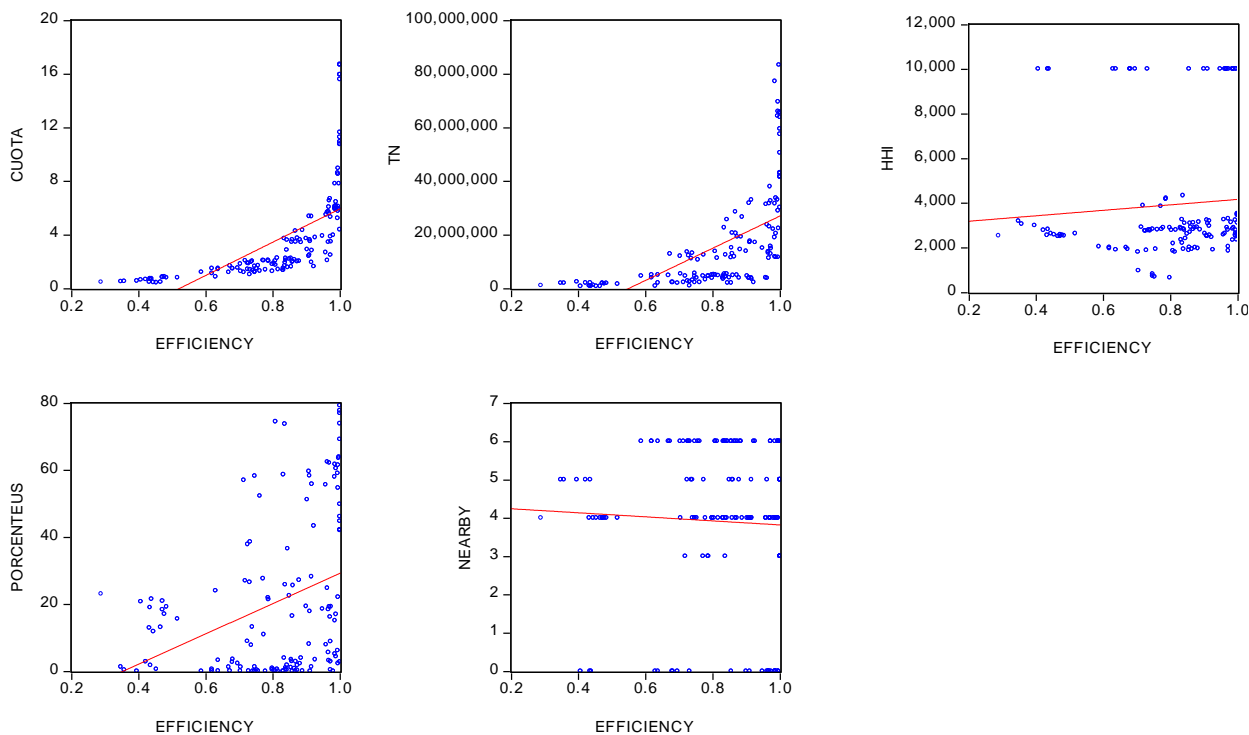 20
16
12
8
4
0
CUOTA
0.2 0.4 0.6 0.8 1.0
EFFICIENCY
100,000,000
80,000,000
60,000,000
40,000,000
20,000,000
0
TN
0.2 0.4 0.6 0.8 1.0
EFFICIENCY
12,000
10,000
8,000
6,000
4,000
2,000
0
HHI
0.2 0.4 0.6 0.8 1.0
EFFICIENCY
80
60
40
20
0
PORCENTEUS
0.2 0.4 0.6 0.8 1.0
EFFICIENCY
7
6
5
4
3
2
1
0
NEARBY
0.2 0.4 0.6 0.8 1.0
EFFICIENCY